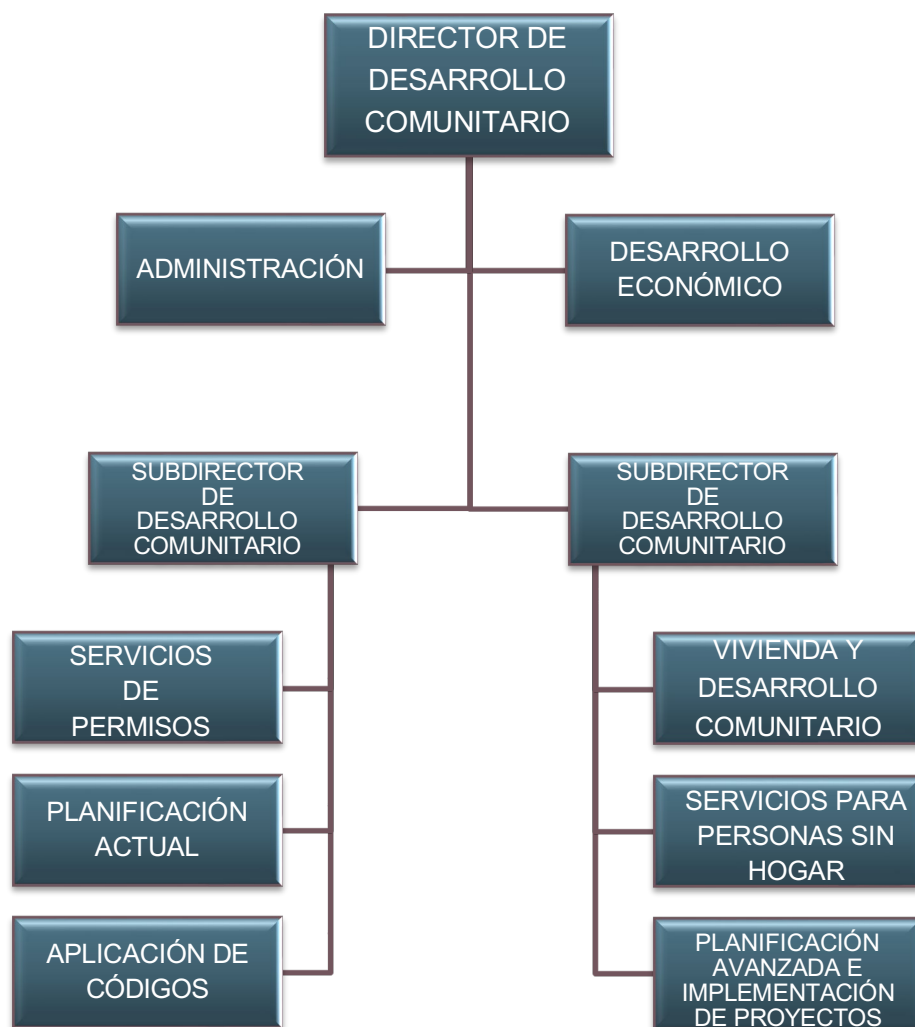 DIRECTOR DE
DESARROLLO
COMUNITARIO
ADMINISTRACIÓN
DESARROLLO
ECONÓMICO
SUBDIRECTOR
DE
DESARROLLO
COMUNITARIO
SUBDIRECTOR
DE
DESARROLLO
COMUNITARIO
SERVICIOS
DE
PERMISOS
PLANIFICACIÓN
ACTUAL
APLICACIÓN DE
CÓDIGOS
VIVIENDA Y
DESARROLLO
COMUNITARIO
SERVICIOS PARA
PERSONAS SIN
HOGAR
PLANIFICACIÓN
AVANZADA E
IMPLEMENTACIÓN
DE PROYECTOS